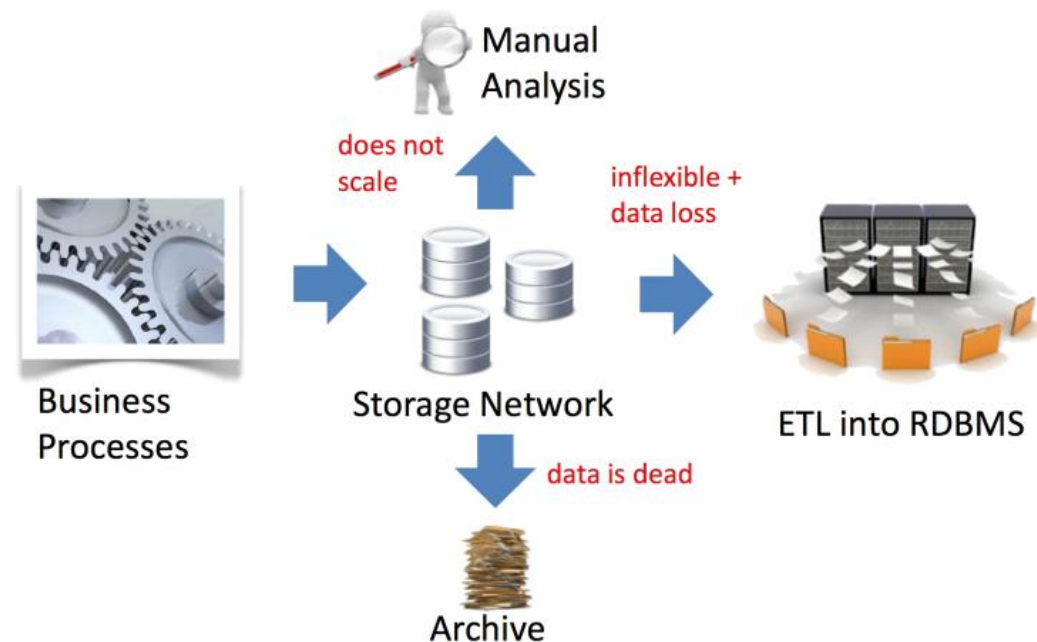 Manual
Analysis
does not
scale
inflexible +
data loss
Business
Processes
Storage Network
ETL into RDBMS
data is dead
Archive